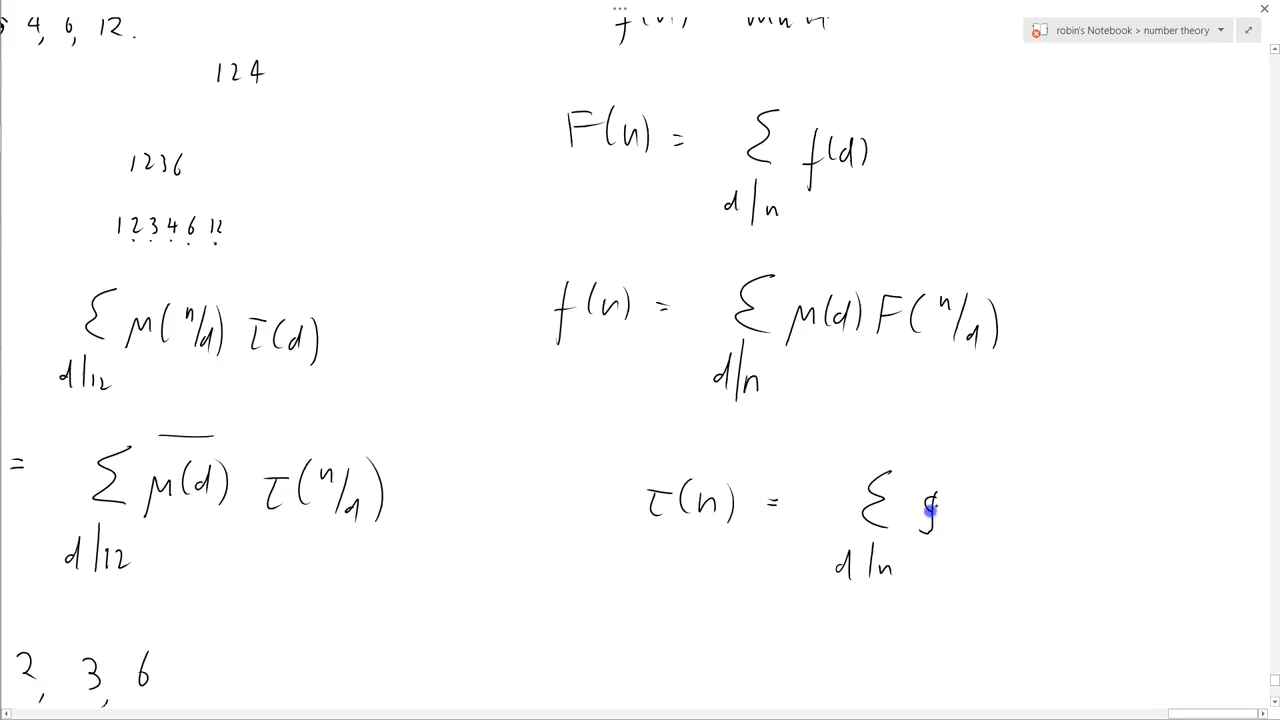 4, 6, 12.
robin's Notebook > number theory
124
F(n) = Σ f(d)
d|n
1236
1 2 3 4 6 12
Σ μ(n/d) τ(d)
d|12
f(n) = Σ μ(d) F(n/d)
d|n
= Σ μ(d) τ(n/d)
d|12
τ(n) = Σ
d|n
2, 3, 6